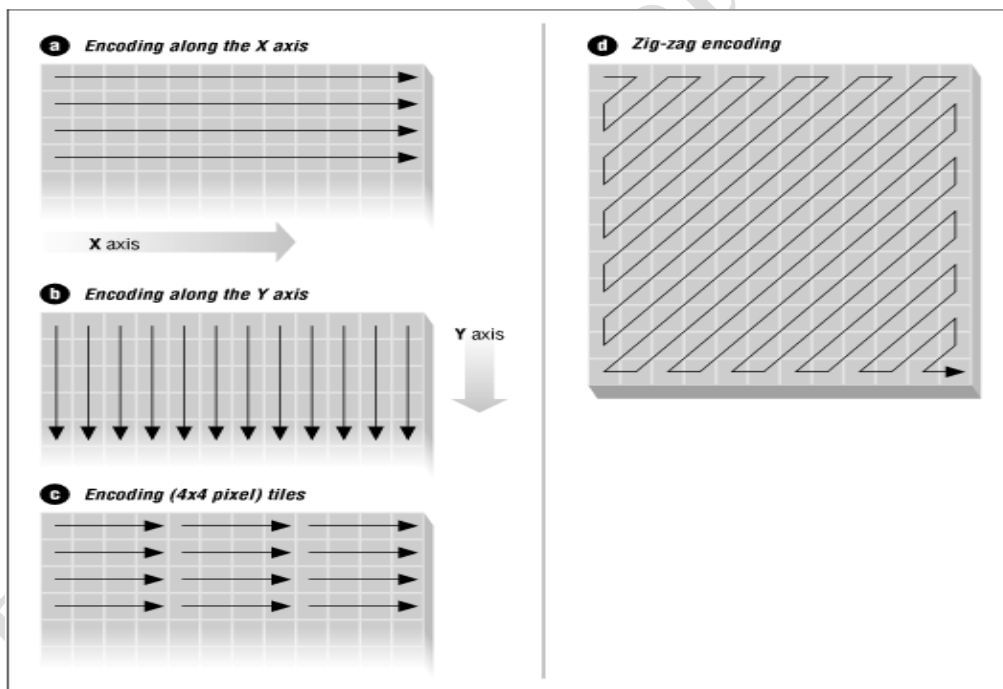 a Encoding along the X axis
X axis
b Encoding along the Y axis
Y axis
c Encoding (4x4 pixel) tiles
d Zig-zag encoding